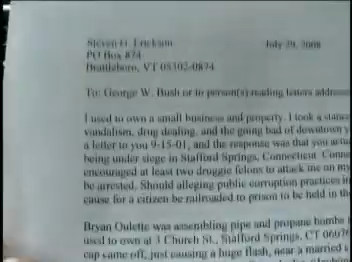 Steven G. Erickson July 29, 2008
PO Box 874
Brattleboro, VT 05302-0874
To: George W. Bush or to person(s) reading letters address
I used to own a small business and property. I took a stance
vandalism, drug dealing, and the going bad of downtown
a letter to you 9-15-01, and the response was that you
being under siege in Stafford Springs, Connecticut.
encouraged at least two druggie felons to attack me on my
be arrested. Should alleging public corruption practices
cause for a citizen be railroaded to prison to be held in
Bryan Oulette was assembling pipe and propane bombs
used to own at 3 Church St., Stafford Springs, CT 06076
cap same off, just causing a huge flash, near a married